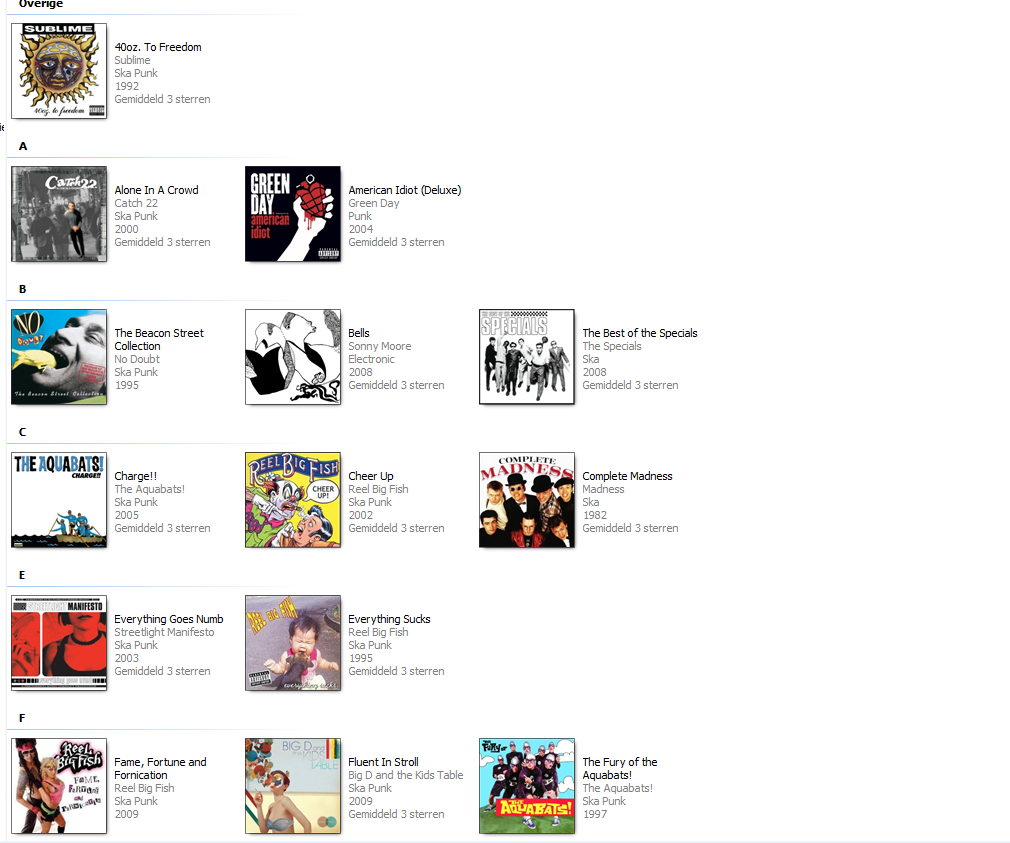 Overige
SUBLIME
40oz. to freedom
40oz. To Freedom
Sublime
Ska Punk
1992
Gemiddeld 3 sterren
A
Catch 22
Alone In A Crowd
Catch 22
Ska Punk
2000
Gemiddeld 3 sterren
GREEN
DAY
american
idiot
American Idiot (Deluxe)
Green Day
Punk
2004
Gemiddeld 3 sterren
B
NO
DOUBT
The Beacon Street Collection
The Beacon Street
Collection
No Doubt
Ska Punk
1995
Bells
Sonny Moore
Electronic
2008
Gemiddeld 3 sterren
SPECIALS
The Best of the Specials
The Specials
Ska
2008
Gemiddeld 3 sterren
C
THE AQUABATS!
CHARGE!!
Charge!!
The Aquabats!
Ska Punk
2005
Gemiddeld 3 sterren
REEL BIG FISH
CHEER
UP!
Cheer Up
Reel Big Fish
Ska Punk
2002
Gemiddeld 3 sterren
COMPLETE
MADNESS
Complete Madness
Madness
Ska
1982
Gemiddeld 3 sterren
E
STREETLIGHT MANIFESTO
everything goes numb
Everything Goes Numb
Streetlight Manifesto
Ska Punk
2003
Gemiddeld 3 sterren
REEL BIG FISH
everything sucks
Everything Sucks
Reel Big Fish
Ska Punk
1995
Gemiddeld 3 sterren
F
REEL
BIG FISH
FAME,
FORTUNE
AND
FORNICATION
Fame, Fortune and
Fornication
Reel Big Fish
Ska Punk
2009
BIG D and the
KIDS
TABLE
Fluent In Stroll
Big D and the Kids Table
Ska Punk
2009
Gemiddeld 3 sterren
THE FURY OF
THE
AQUABATS!
The Fury of the
Aquabats!
The Aquabats!
Ska Punk
1997